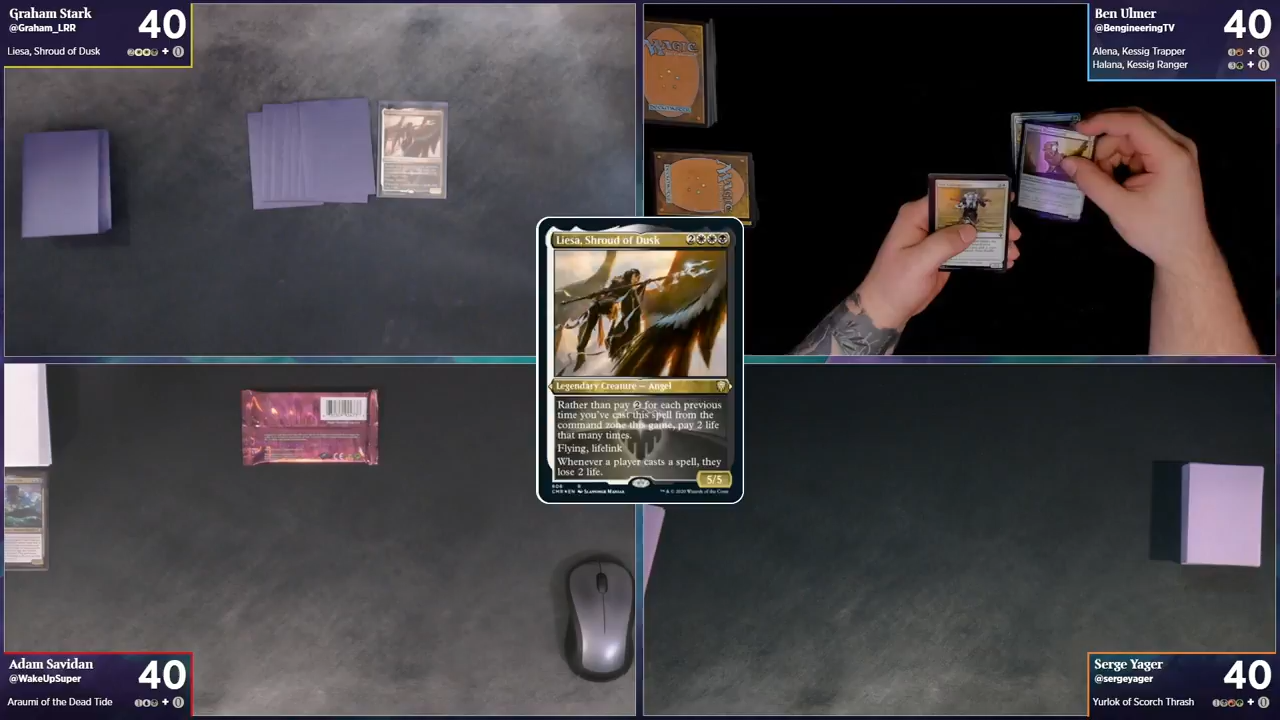 Graham Stark
@Graham_LRR
40
Liesa, Shroud of Dusk
Ben Ulmer
@BengineeringTV
40
Alena, Kessig Trapper
Halana, Kessig Ranger
MAGIC
Liesa, Shroud of Dusk
Legendary Creature — Angel
Rather than pay 2 for each previous
time you've cast this spell from the
command zone this game, pay 2 life
that many times.
Flying, lifelink
Whenever a player casts a spell, they
lose 2 life.
5/5
Adam Savidan
@WakeUpSuper
40
Araumi of the Dead Tide
Serge Yager
@sergeyager
40
Yurlok of Scorch Thrash